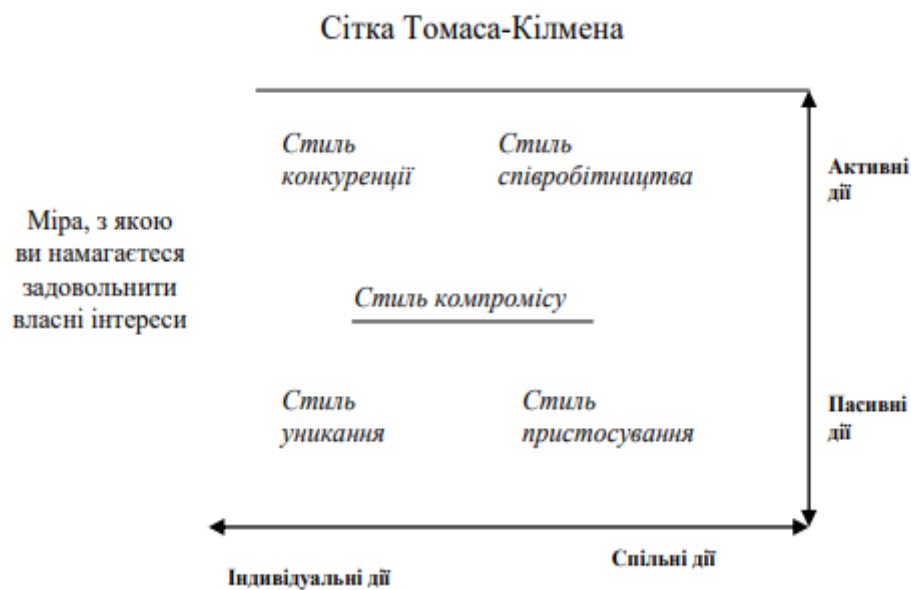 Сітка Томаса-Кілмена
Стиль
конкуренції
Стиль
співробітництва
Активні
дії
Міра, з якою
ви намагаєтеся
задовольнити
власні інтереси
Стиль компромісу
Стиль
уникання
Стиль
пристосування
Пасивні
дії
Індивідуальні дії
Спільні дії